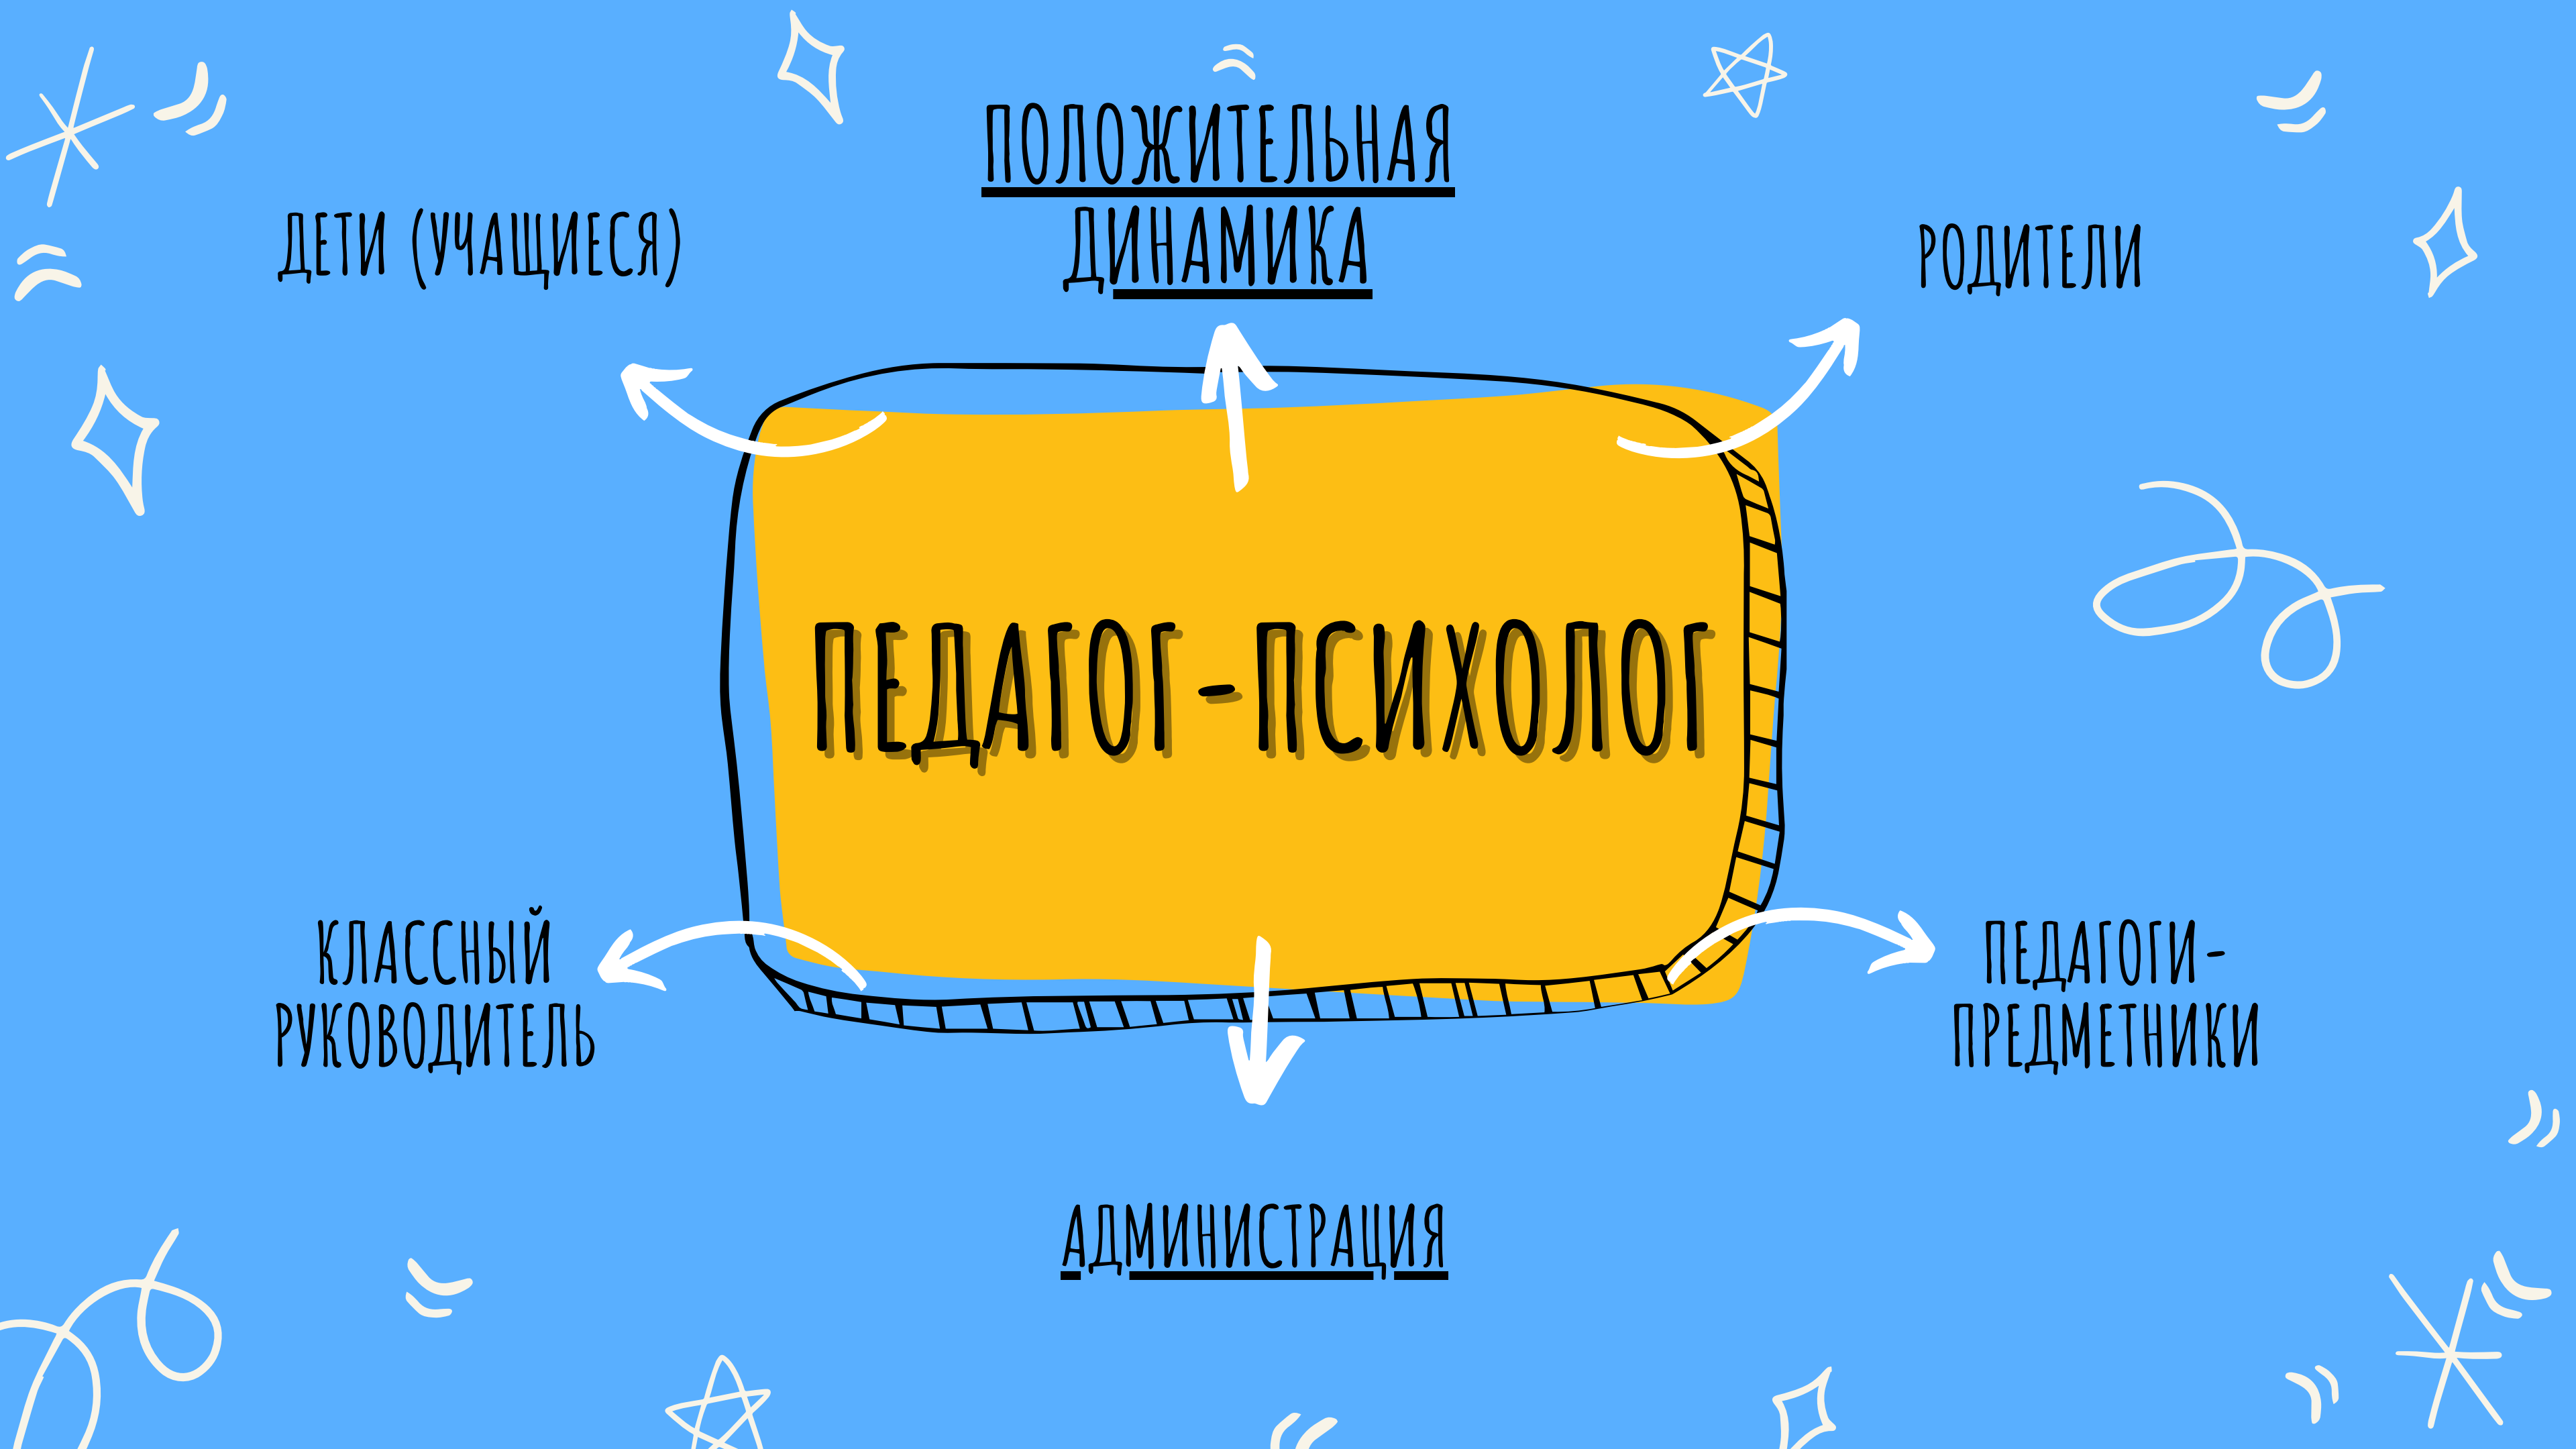 ПОЛОЖИТЕЛЬНАЯ
ДИНАМИКА
ДЕТИ (УЧАЩИЕСЯ)
РОДИТЕЛИ
ПЕДАГОГ-ПСИХОЛОГ
КЛАССНЫЙ
РУКОВОДИТЕЛЬ
ПЕДАГОГИ-
ПРЕДМЕТНИКИ
АДМИНИСТРАЦИЯ